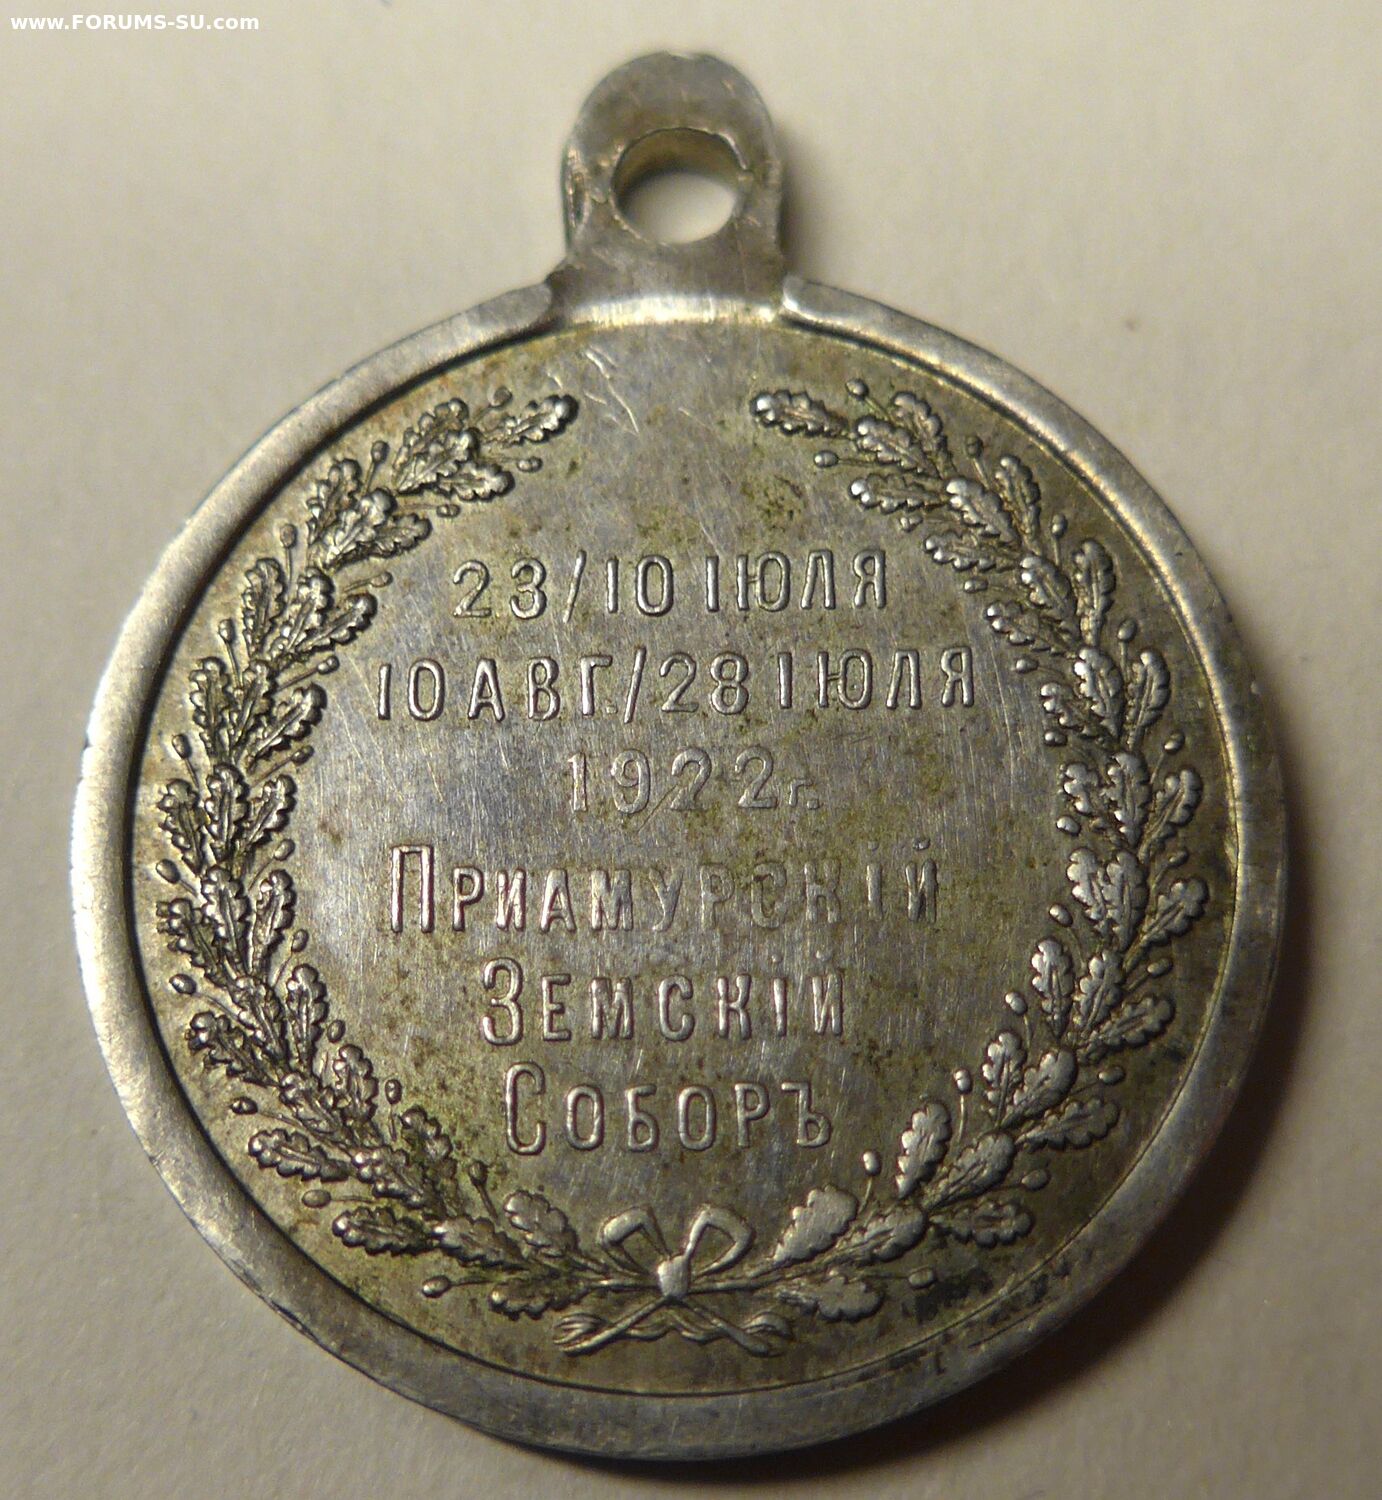 www.FORUMS-SU.com
23/10 ІЮЛЯ
10 АВГ./28 ІЮЛЯ
1922 г.
ПРИАМУРСКІЙ
ЗЕМСКІЙ
СОБОРЪ